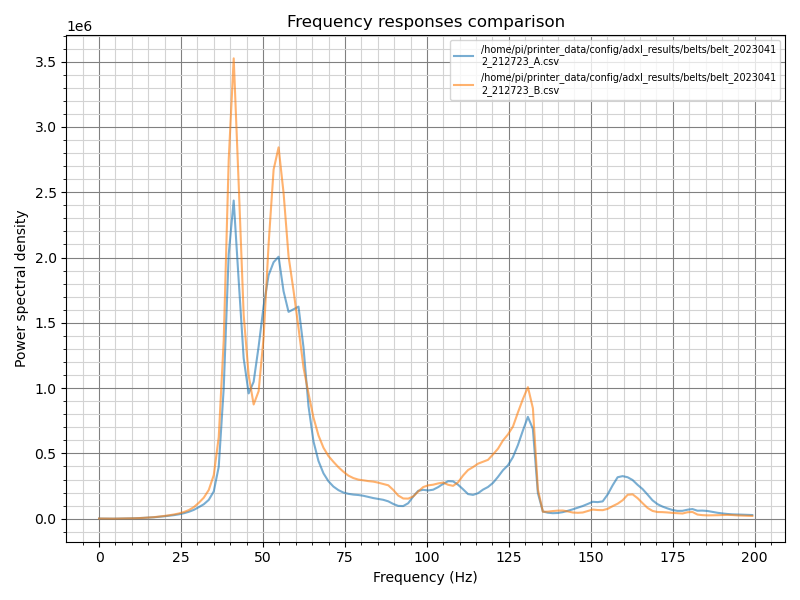 Frequency responses comparison
1e6
/home/pi/printer_data/config/adxl_results/belts/belt_2023041
2_212723_A.csv
/home/pi/printer_data/config/adxl_results/belts/belt_2023041
2_212723_B.csv
3.5
3.0
2.5
2.0
1.5
1.0
0.5
0.0
Power spectral density
0 25 50 75 100 125 150 175 200
Frequency (Hz)